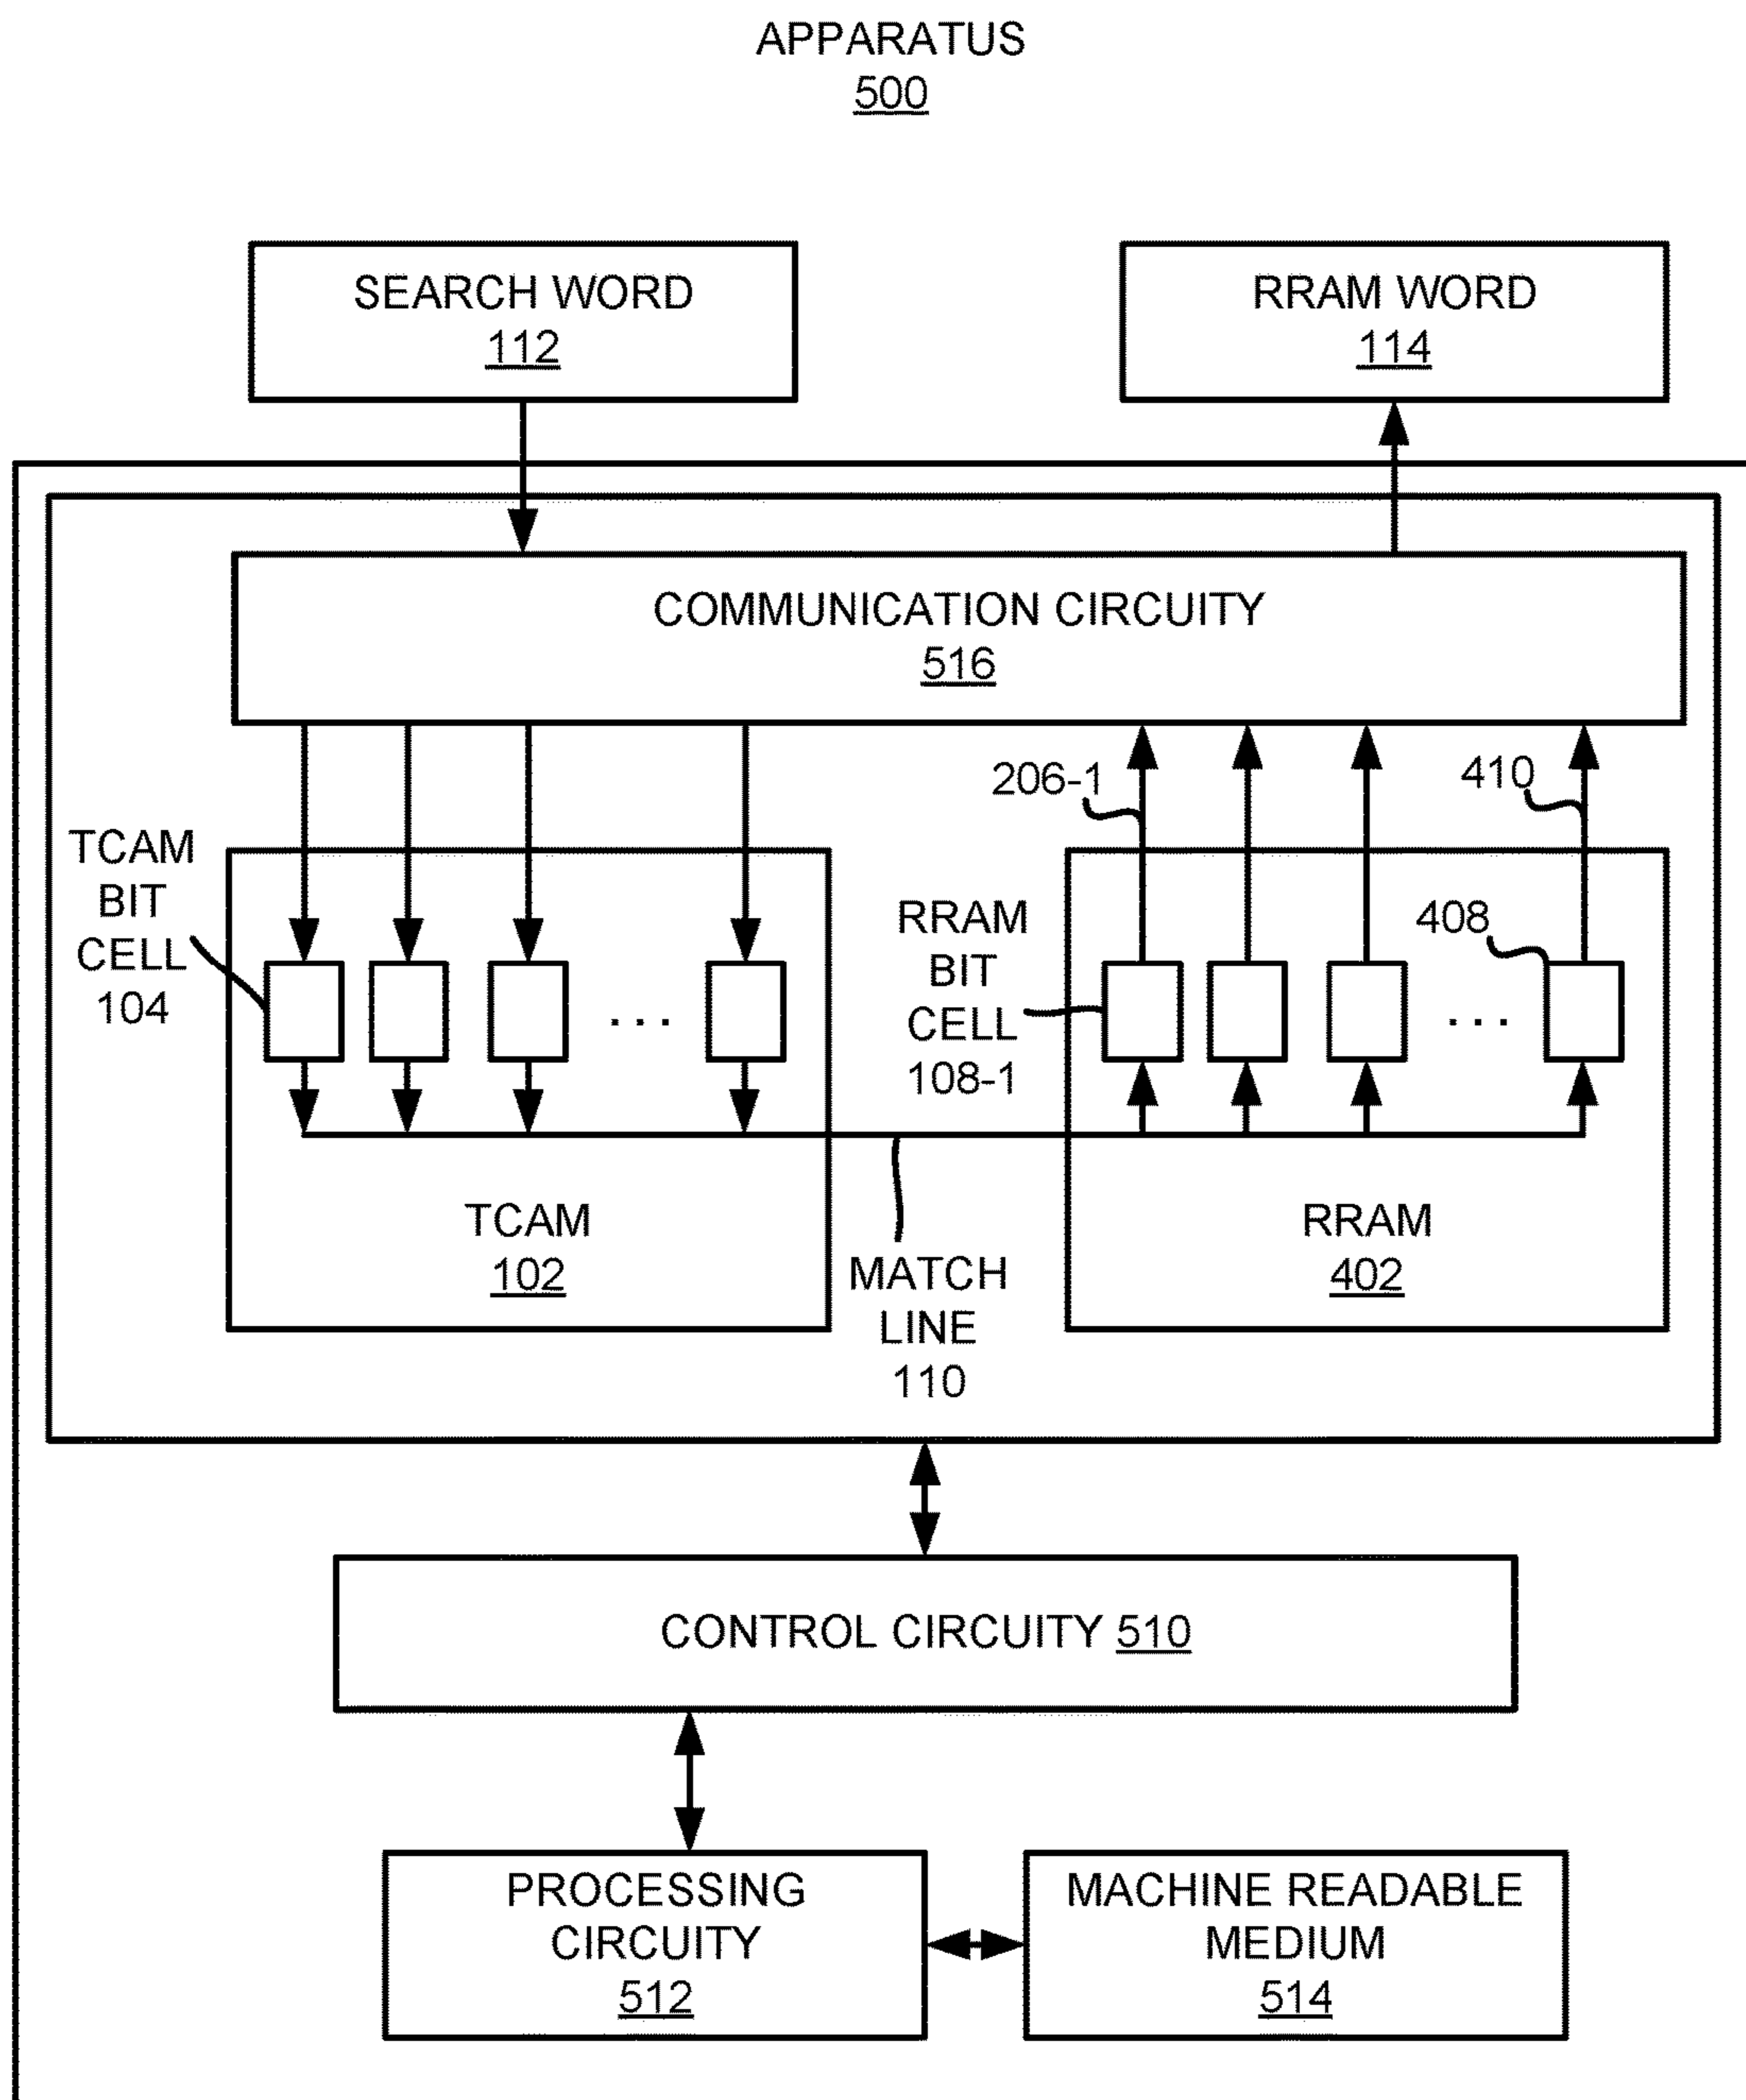 APPARATUS
500
SEARCH WORD
112
RRAM WORD
114
COMMUNICATION CIRCUITY
516
206-1
410
TCAM
BIT
CELL
104
RRAM
BIT
CELL
108-1
408
...
...
TCAM
102
MATCH
LINE
110
RRAM
402
CONTROL CIRCUITY 510
PROCESSING
CIRCUITY
512
MACHINE READABLE
MEDIUM
514